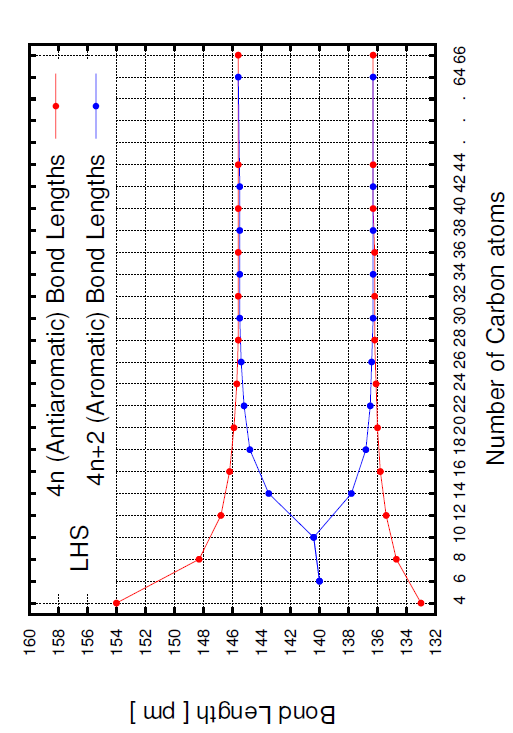 LHS
4n (Antiaromatic) Bond Lengths
4n+2 (Aromatic) Bond Lengths
160
158
156
154
152
150
148
146
144
142
140
138
136
134
132
Bond Length [ pm ]
4 6 8 10 12 14 16 18 20 22 24 26 28 30 32 34 36 38 40 42 44 . . . 64 66
Number of Carbon atoms